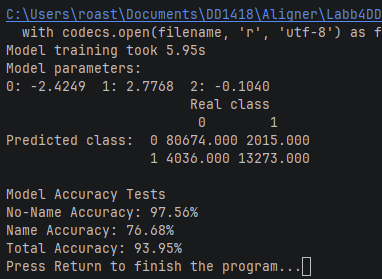 C:\Users\roast\Documents\DD1418\Aligner\Labb4DD
with codecs.open(filename, 'r', 'utf-8') as f
Model training took 5.95s
Model parameters:
0: -2.4249  1: 2.7768  2: -0.1040
Real class
0        1
Predicted class:  0 80674.000 2015.000
1 4036.000 13273.000
Model Accuracy Tests
No-Name Accuracy: 97.56%
Name Accuracy: 76.68%
Total Accuracy: 93.95%
Press Return to finish the program...